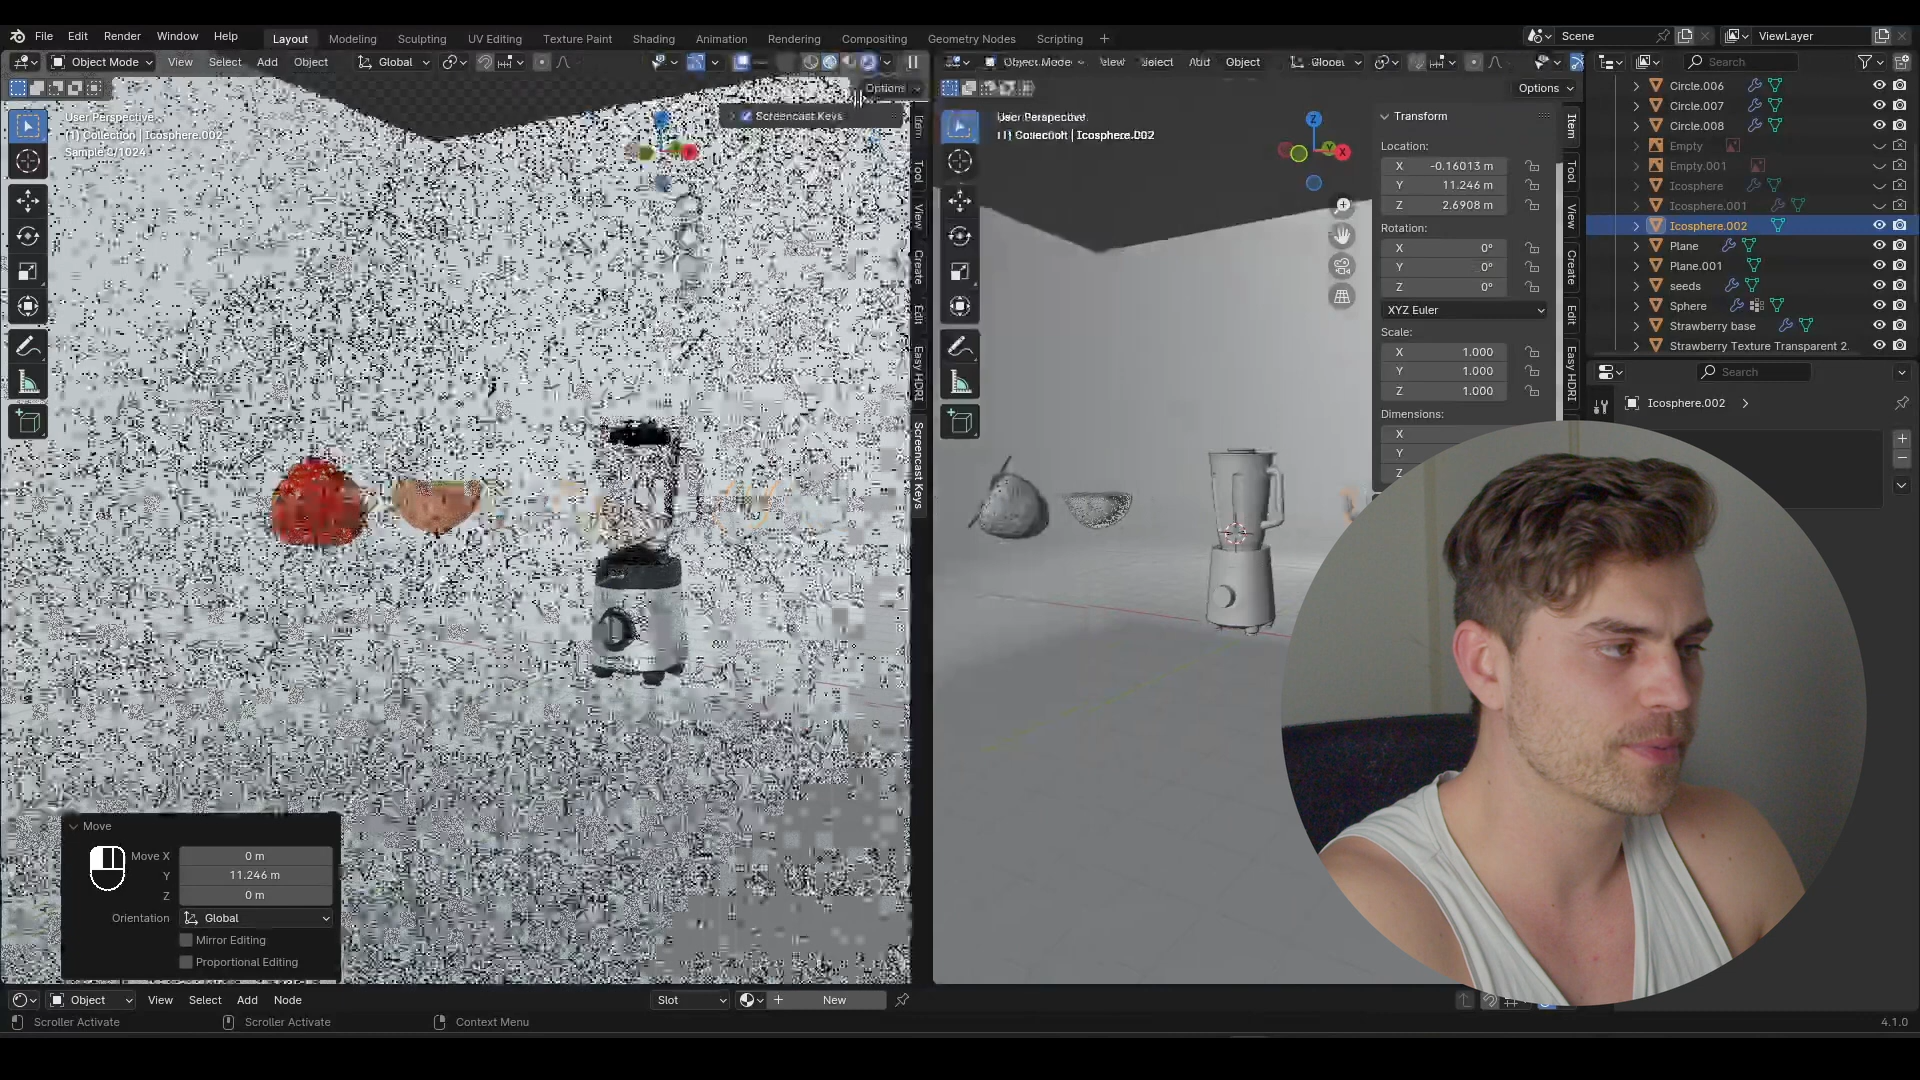 File Edit Render Window Help
Layout Modeling Sculpting UV Editing Texture Paint Shading Animation Rendering Compositing Geometry Nodes Scripting +
Scene
ViewLayer
Object Mode View Select Add Object Global
Options
User Perspective
(1) Collection | Icosphere.002
Sample 3/1024
Screencast Keys
Item
Tool
View
Create
Edit
Easy HDRI
Screencast Keys
Move
Move X 0 m
Y 11.246 m
Z 0 m
Orientation Global
Mirror Editing
Proportional Editing
Object Mode View Select Add Object Global
Options
User Perspective
(1) Collection | Icosphere.002
Z
Y
X
Transform
Location:
X -0.16013 m
Y 11.246 m
Z 2.6908 m
Rotation:
X 0°
Y 0°
Z 0°
XYZ Euler
Scale:
X 1.000
Y 1.000
Z 1.000
Dimensions:
X
Y
Z
Item
Tool
View
Create
Edit
Easy HDRI
Search
Circle.006
Circle.007
Circle.008
Empty
Empty.001
Icosphere
Icosphere.001
Icosphere.002
Plane
Plane.001
seeds
Sphere
Strawberry base
Strawberry Texture Transparent 2.
Search
Icosphere.002
Object View Select Add Node
Slot
New
Scroller Activate Scroller Activate Context Menu
4.1.0